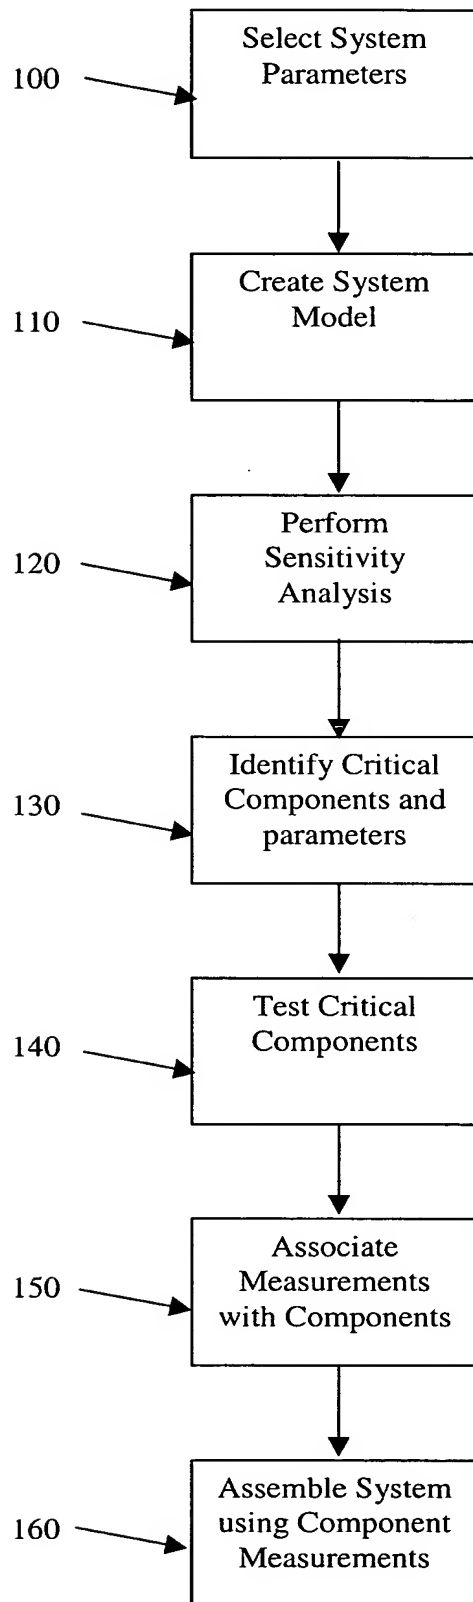 Select System
Parameters
100
Create System
Model
110
Perform
Sensitivity
Analysis
120
Identify Critical
Components and
parameters
130
Test Critical
Components
140
Associate
Measurements
with Components
150
Assemble System
using Component
Measurements
160